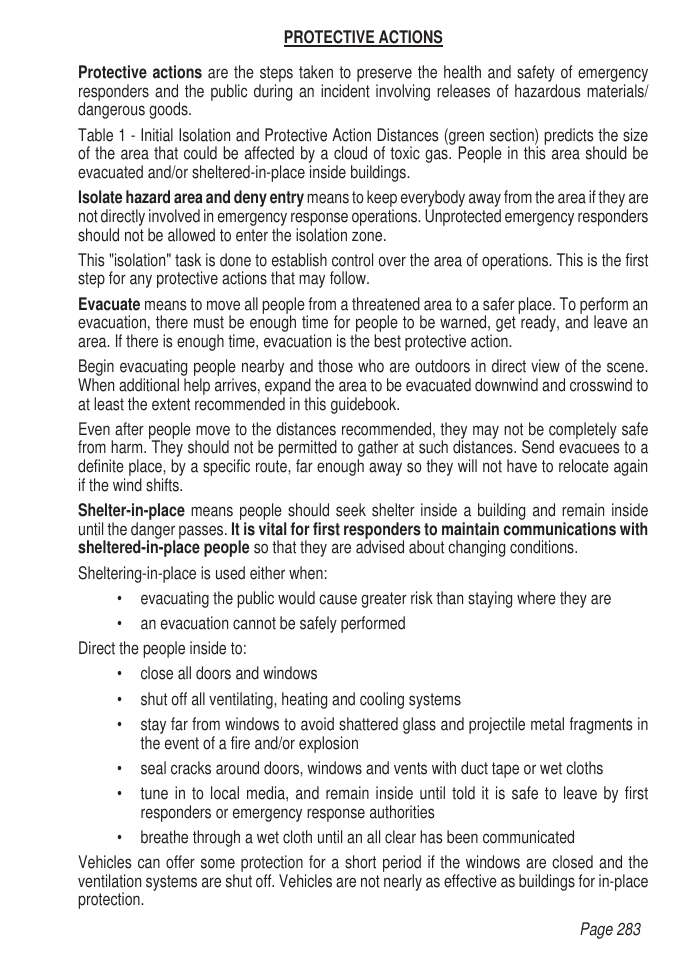 PROTECTIVE ACTIONS
Protective actions are the steps taken to preserve the health and safety of emergency
responders and the public during an incident involving releases of hazardous materials/
dangerous goods.
Table 1 - Initial Isolation and Protective Action Distances (green section) predicts the size
of the area that could be affected by a cloud of toxic gas. People in this area should be
evacuated and/or sheltered-in-place inside buildings.
Isolate hazard area and deny entry means to keep everybody away from the area if they are
not directly involved in emergency response operations. Unprotected emergency responders
should not be allowed to enter the isolation zone.
This "isolation" task is done to establish control over the area of operations. This is the first
step for any protective actions that may follow.
Evacuate means to move all people from a threatened area to a safer place. To perform an
evacuation, there must be enough time for people to be warned, get ready, and leave an
area. If there is enough time, evacuation is the best protective action.
Begin evacuating people nearby and those who are outdoors in direct view of the scene.
When additional help arrives, expand the area to be evacuated downwind and crosswind to
at least the extent recommended in this guidebook.
Even after people move to the distances recommended, they may not be completely safe
from harm. They should not be permitted to gather at such distances. Send evacuees to a
definite place, by a specific route, far enough away so they will not have to relocate again
if the wind shifts.
Shelter-in-place means people should seek shelter inside a building and remain inside
until the danger passes. It is vital for first responders to maintain communications with
sheltered-in-place people so that they are advised about changing conditions.
Sheltering-in-place is used either when:
• evacuating the public would cause greater risk than staying where they are
• an evacuation cannot be safely performed
Direct the people inside to:
• close all doors and windows
• shut off all ventilating, heating and cooling systems
• stay far from windows to avoid shattered glass and projectile metal fragments in
the event of a fire and/or explosion
• seal cracks around doors, windows and vents with duct tape or wet cloths
• tune in to local media, and remain inside until told it is safe to leave by first
responders or emergency response authorities
• breathe through a wet cloth until an all clear has been communicated
Vehicles can offer some protection for a short period if the windows are closed and the
ventilation systems are shut off. Vehicles are not nearly as effective as buildings for in-place
protection.
Page 283